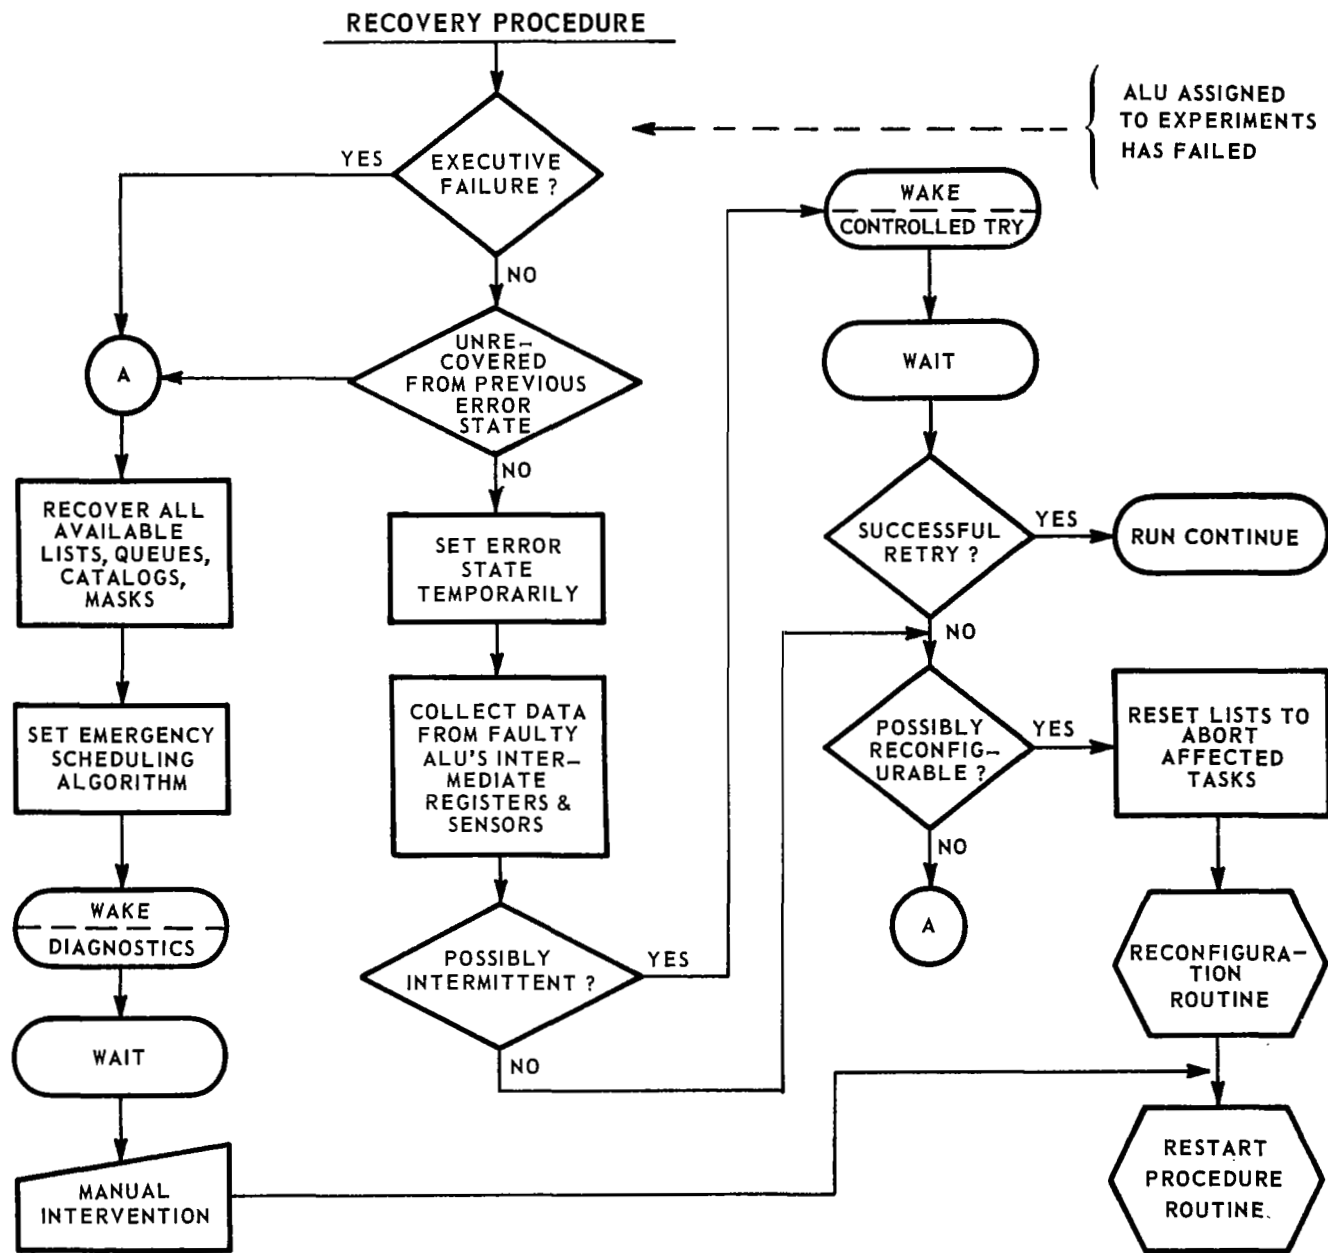 RECOVERY PROCEDURE
ALU ASSIGNED
TO EXPERIMENTS
HAS FAILED
YES
EXECUTIVE
FAILURE ?
NO
UNRE-
COVERED
FROM PREVIOUS
ERROR
STATE
NO
A
RECOVER ALL
AVAILABLE
LISTS, QUEUES,
CATALOGS,
MASKS
SET EMERGENCY
SCHEDULING
ALGORITHM
WAKE
DIAGNOSTICS
WAIT
MANUAL
INTERVENTION
SET ERROR
STATE
TEMPORARILY
COLLECT DATA
FROM FAULTY
ALU'S INTER-
MEDIATE
REGISTERS &
SENSORS
POSSIBLY
INTERMITTENT ?
YES
NO
WAKE
CONTROLLED TRY
WAIT
SUCCESSFUL
RETRY ?
YES
RUN CONTINUE
NO
POSSIBLY
RECONFIG-
URABLE ?
YES
NO
A
RESET LISTS TO
ABORT
AFFECTED
TASKS
RECONFIGURA-
TION
ROUTINE
RESTART
PROCEDURE
ROUTINE.